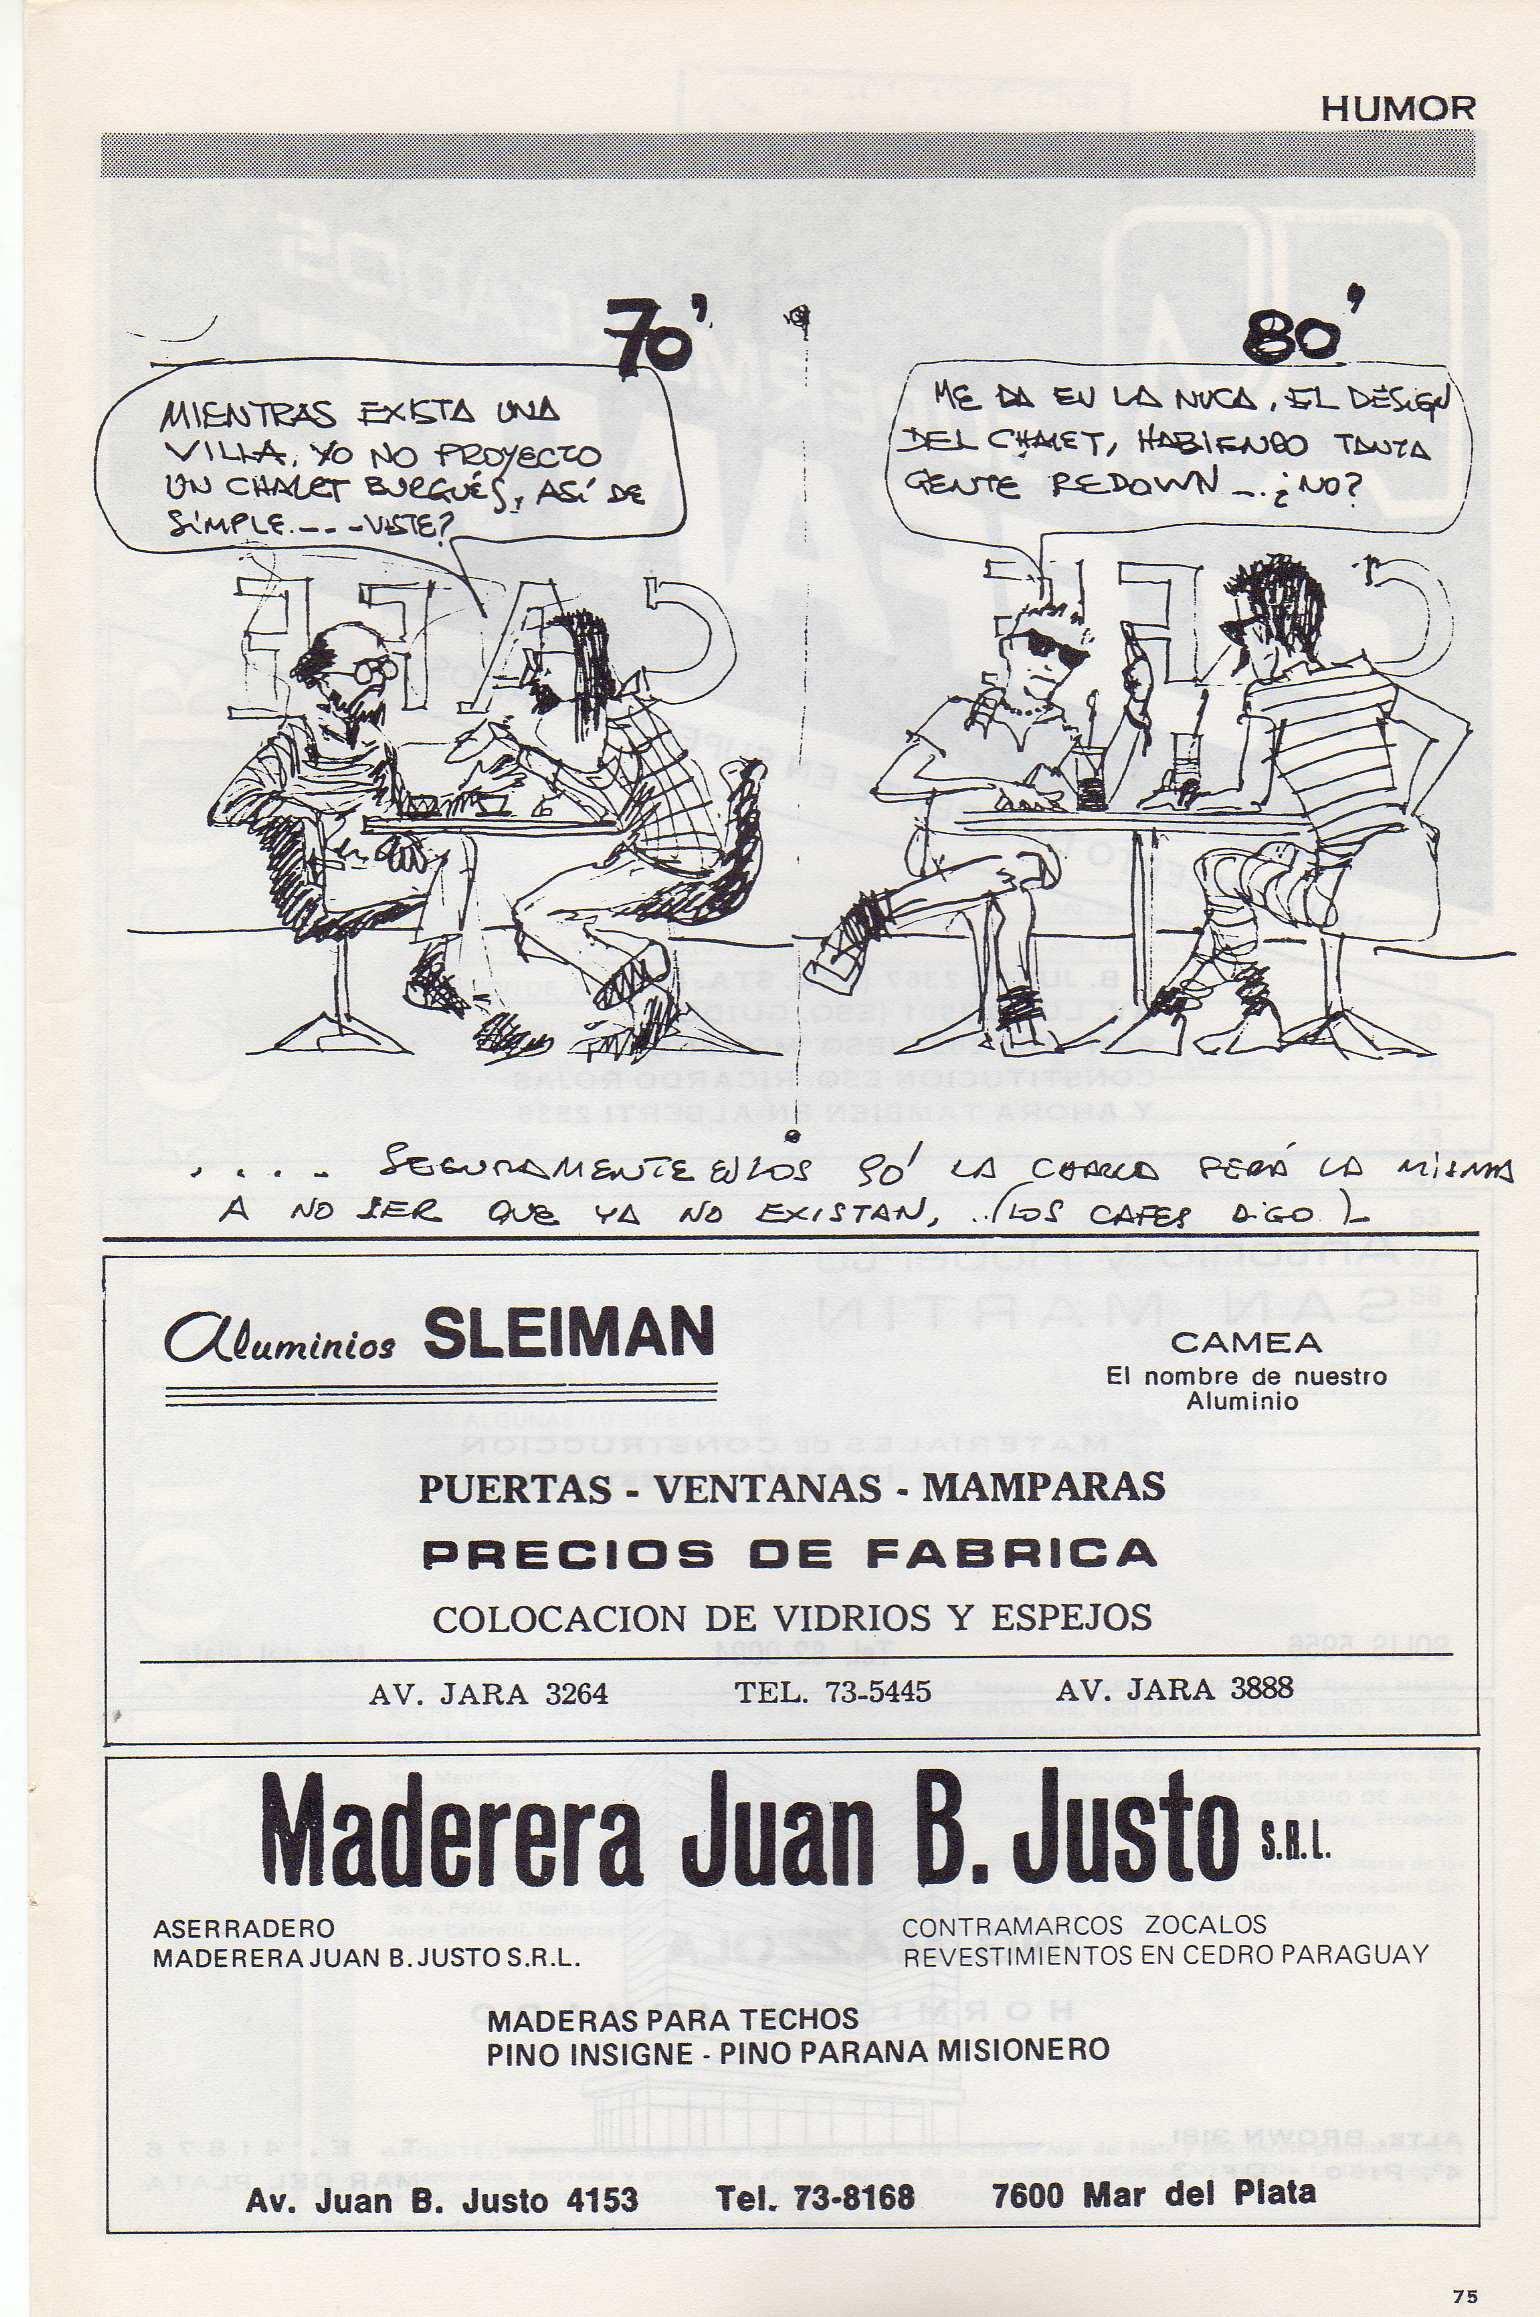 HUMOR
70'
MIENTRAS EXISTA UNA
VILLA, YO NO PROYECTO
UN CHALET BURGUÉS, ASÍ DE
SIMPLE.---VISTE?
CAFE
80'
ME DA EN LA NUCA, EL DESIGN
DEL CHALET, HABIENDO TANTA
GENTE REDOWN -.. ¿NO?
CAFE
.... SEGURAMENTE EN LOS 90' LA CHARLA SERÁ LA MISMA
A NO SER QUE YA NO EXISTAN, ..(LOS CAFES DIGO).-
Aluminios SLEIMAN
CAMEA
El nombre de nuestro
Aluminio
PUERTAS - VENTANAS - MAMPARAS
PRECIOS DE FABRICA
COLOCACION DE VIDRIOS Y ESPEJOS
AV. JARA 3264 TEL. 73-5445 AV. JARA 3888
Maderera Juan B. Justo S.R.L.
ASERRADERO
MADERERA JUAN B. JUSTO S.R.L.
CONTRAMARCOS ZOCALOS
REVESTIMIENTOS EN CEDRO PARAGUAY
MADERAS PARA TECHOS
PINO INSIGNE - PINO PARANA MISIONERO
Av. Juan B. Justo 4153 Tel. 73-8168 7600 Mar del Plata
75